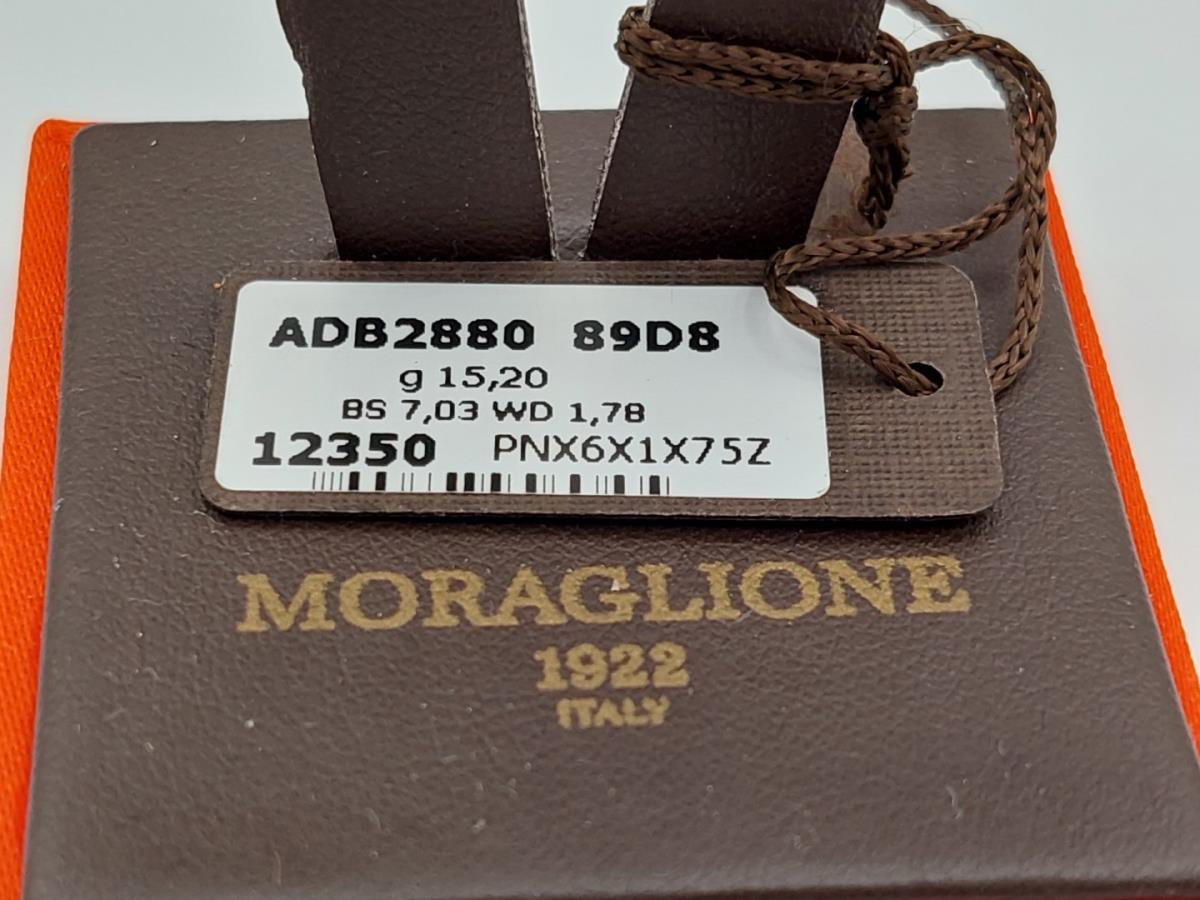 ADB2880 89D8
g 15,20
BS 7,03 WD 1,78
12350 PNX6X1X75Z
MORAGLIONE
1922
ITALY